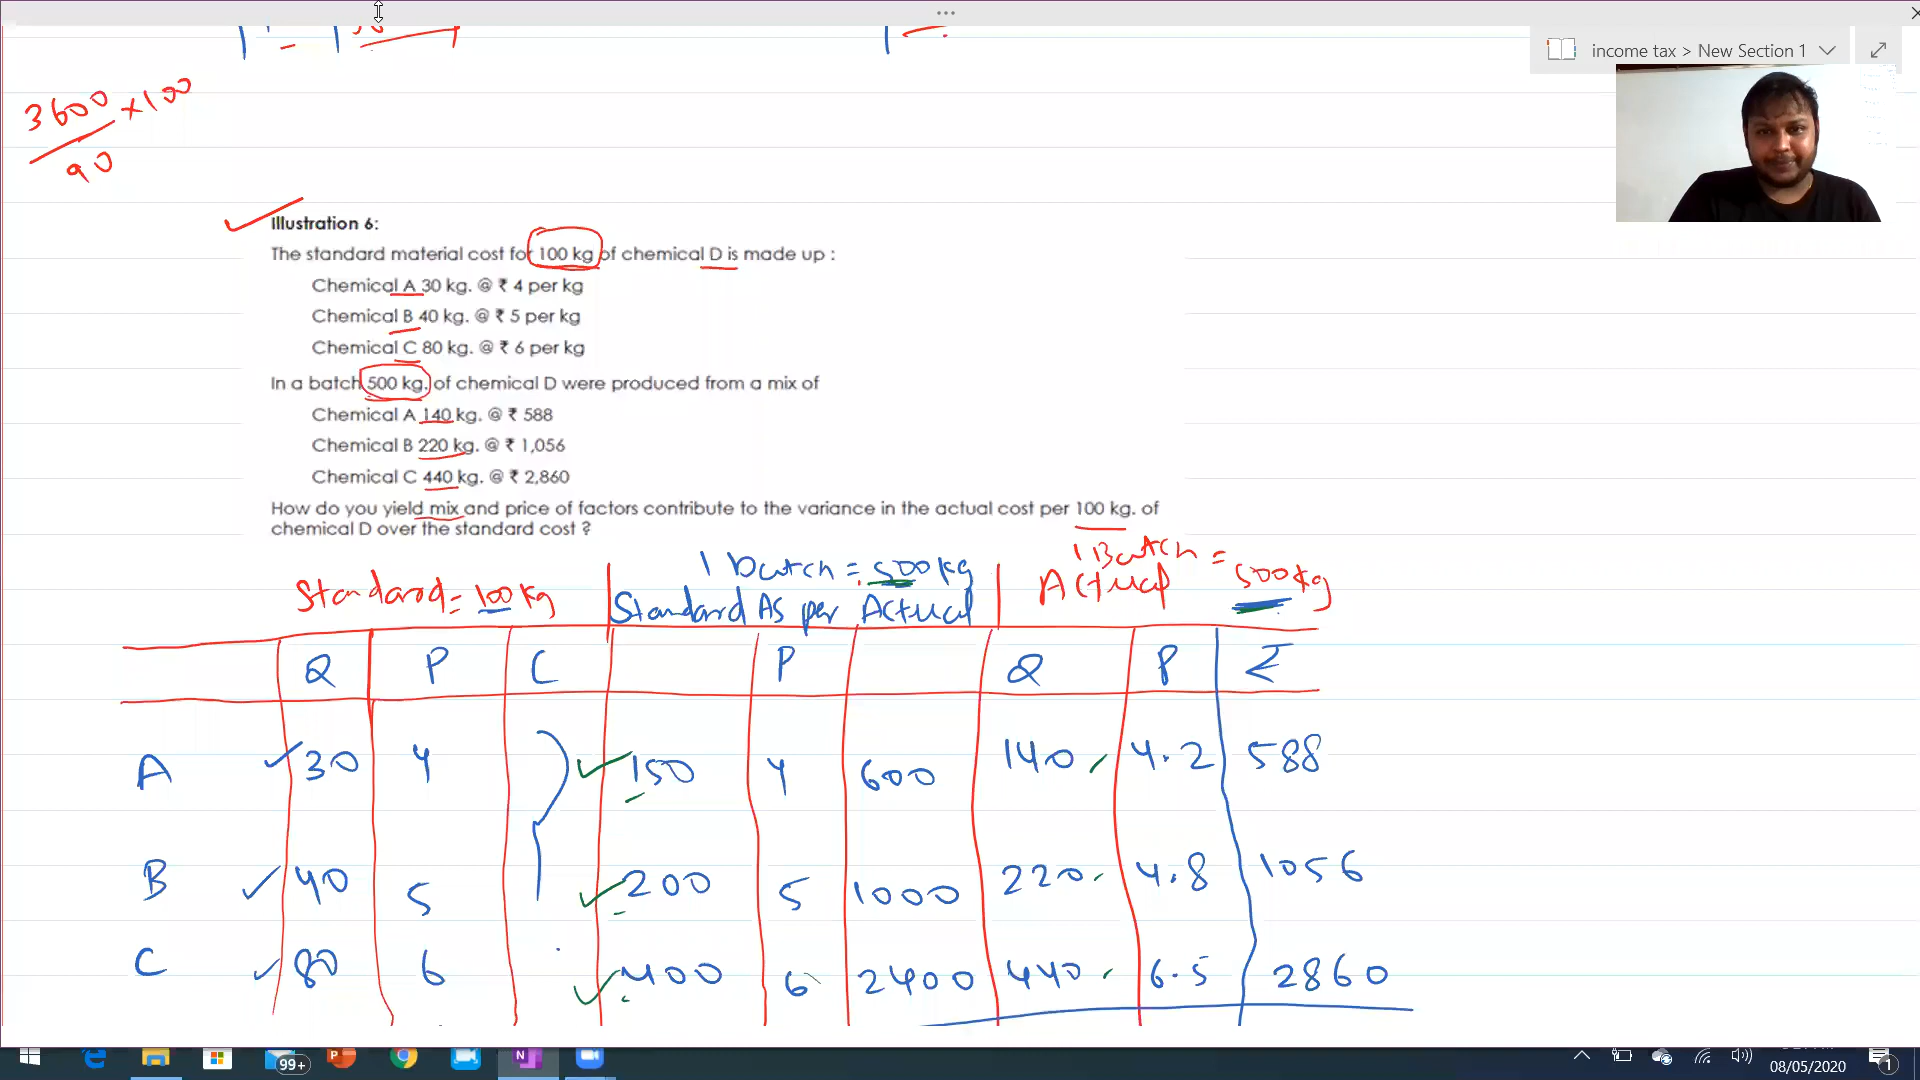 income tax > New Section 1
3600 × 100
90
Illustration 6:
The standard material cost for 100 kg of chemical D is made up :
Chemical A 30 kg. @ ₹ 4 per kg
Chemical B 40 kg. @ ₹ 5 per kg
Chemical C 80 kg. @ ₹ 6 per kg
In a batch 500 kg. of chemical D were produced from a mix of
Chemical A 140 kg. @ ₹ 588
Chemical B 220 kg. @ ₹ 1,056
Chemical C 440 kg. @ ₹ 2,860
How do you yield mix and price of factors contribute to the variance in the actual cost per 100 kg. of
chemical D over the standard cost ?
1 batch = 500kg 1 Batch =
Standard = 100 kg Standard As per Actual Actual 500kg
Q P C P Q P ₹
A 30 4 150 4 600 140 4.2 588
B 40 5 200 5 1000 220 4.8 1056
C 80 6 400 6 2400 440 6.5 2860
99+
08/05/2020
1